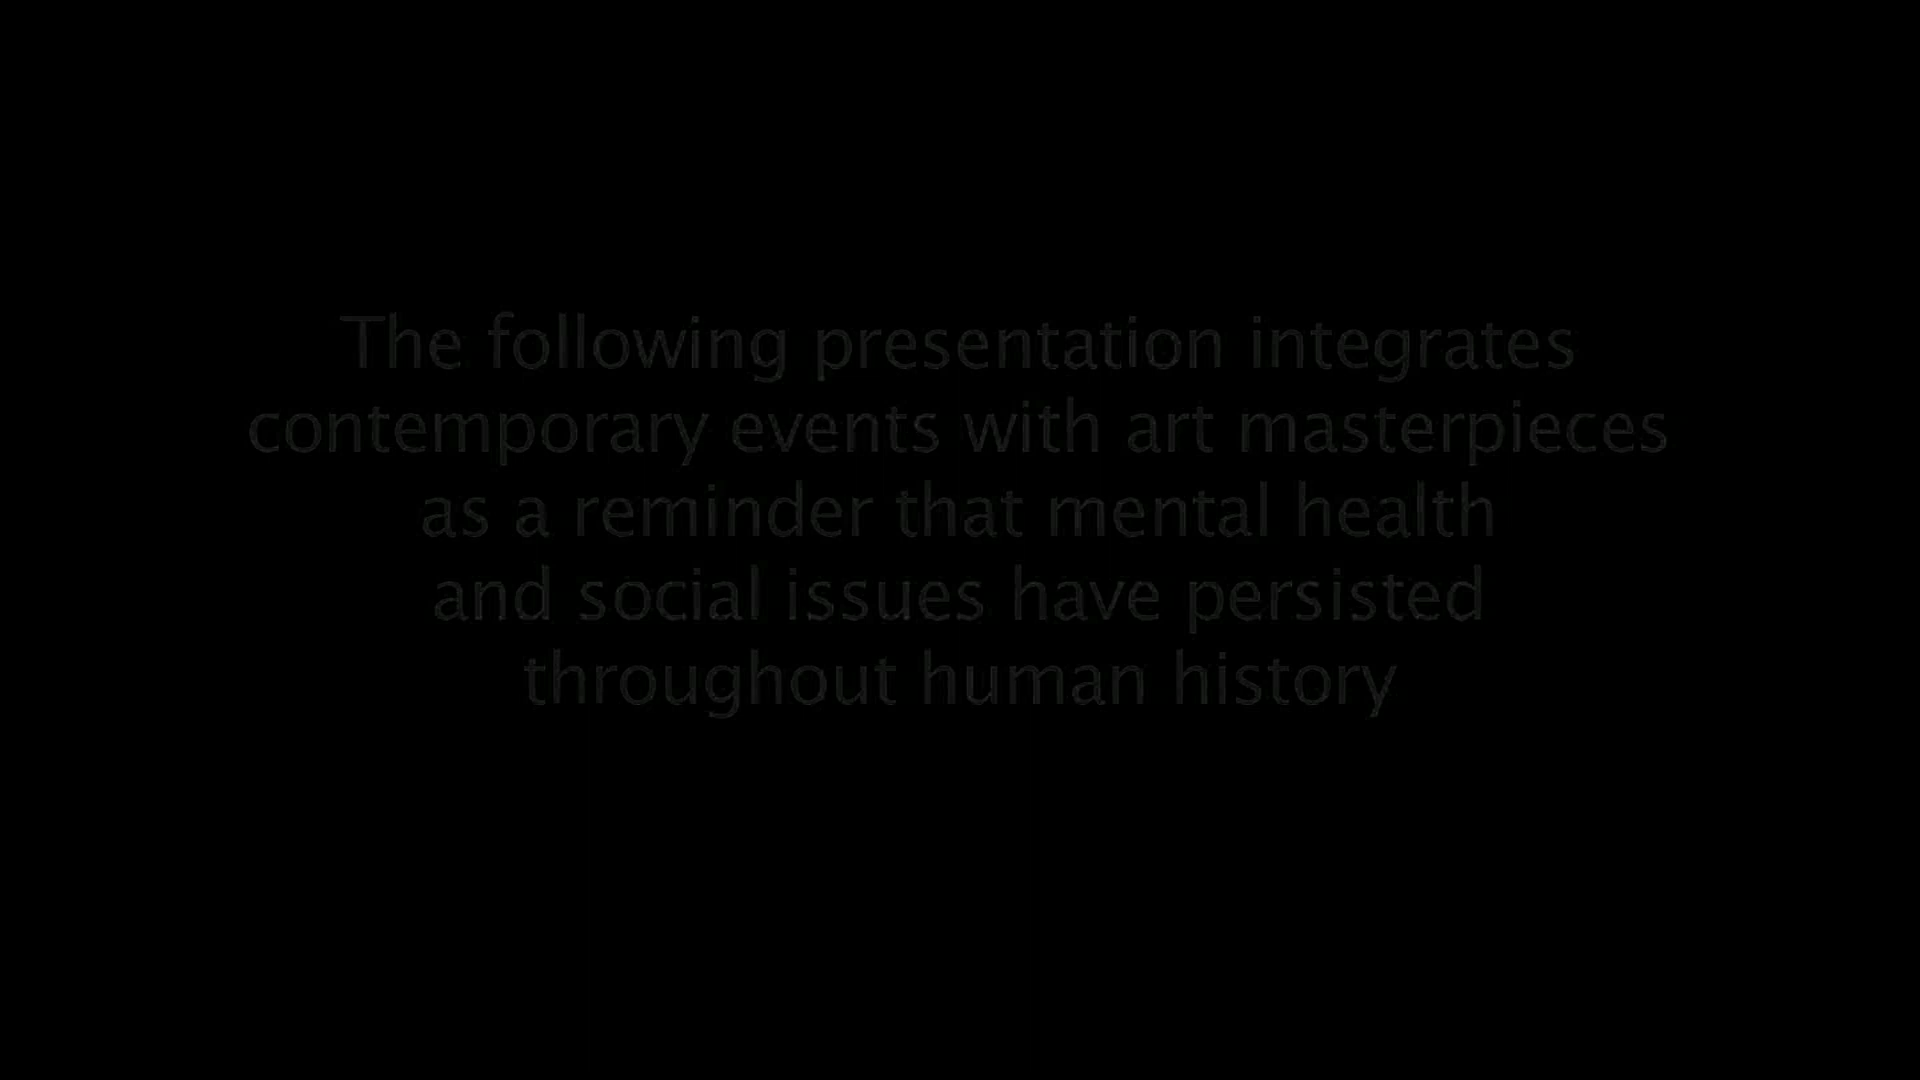 The following presentation integrates
contemporary events with art masterpieces
as a reminder that mental health
and social issues have persisted
throughout human history